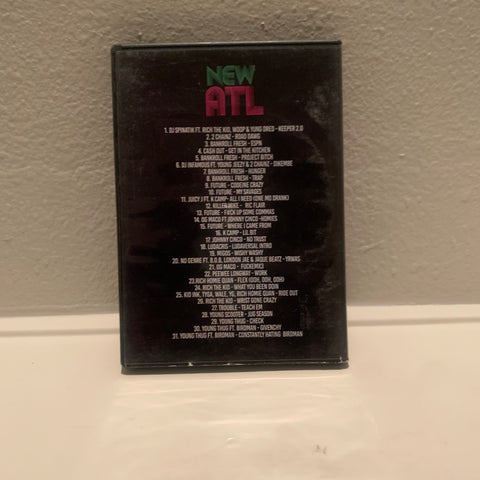 NEW
ATL
1. DJ SPINATIK FT. RICH THE KID, WOOP & YUNG DRED - KEEPER 2.0
2. 2 CHAINZ - ROAD DAWG
3. BANKROLL FRESH - ESPN
4. CASH OUT - GET IN THE KITCHEN
5. BANKROLL FRESH - PROJECT BITCH
6. DJ INFAMOUS FT. YOUNG JEEZY & 2 CHAINZ - DIKEMBE
7. BANKROLL FRESH - HUNGER
8. BANKROLL FRESH - TRAP
9. FUTURE - CODEINE CRAZY
10. FUTURE - MY SAVAGES
11. JUICY J FT. K CAMP - ALL I NEED (ONE MO DRANK)
12. KILLER MIKE - RIC FLAIR
13. FUTURE - FVCK UP SOME COMMAS
14. OG MACO FT JOHNNY CINCO -HOMIES
15. FUTURE - WHERE I CAME FROM
16. K CAMP - LIL BIT
17. JOHNNY CINCO - NO TRUST
18. LUDACRIS - LUDAVERSAL INTRO
19. MIGOS - WISHY WASHY
20. NO GENRE FT. B.O.B, LONDON JAE & JAQUE BEATZ - YRWAS
21. OG MACO - FUCKEMX3
22. PEEWEE LONGWAY - WORK
23.RICH HOMIE QUAN - FLEX (OOH, OOH, OOH)
24. RICH THE KID - WHAT YOU BEEN DOIN
25. KID INK, TYGA, WALE, YG, RICH HOMIE QUAN - RIDE OUT
26. RICH THE KID - WRIST GONE CRAZY
27. TROUBLE - TEACH EM
28. YOUNG SCOOTER - JUG SEASON
29. YOUNG THUG - CHECK
30. YOUNG THUG FT. BIRDMAN - GIVENCHY
31. YOUNG THUG FT. BIRDMAN - CONSTANTLY HATING BIRDMAN